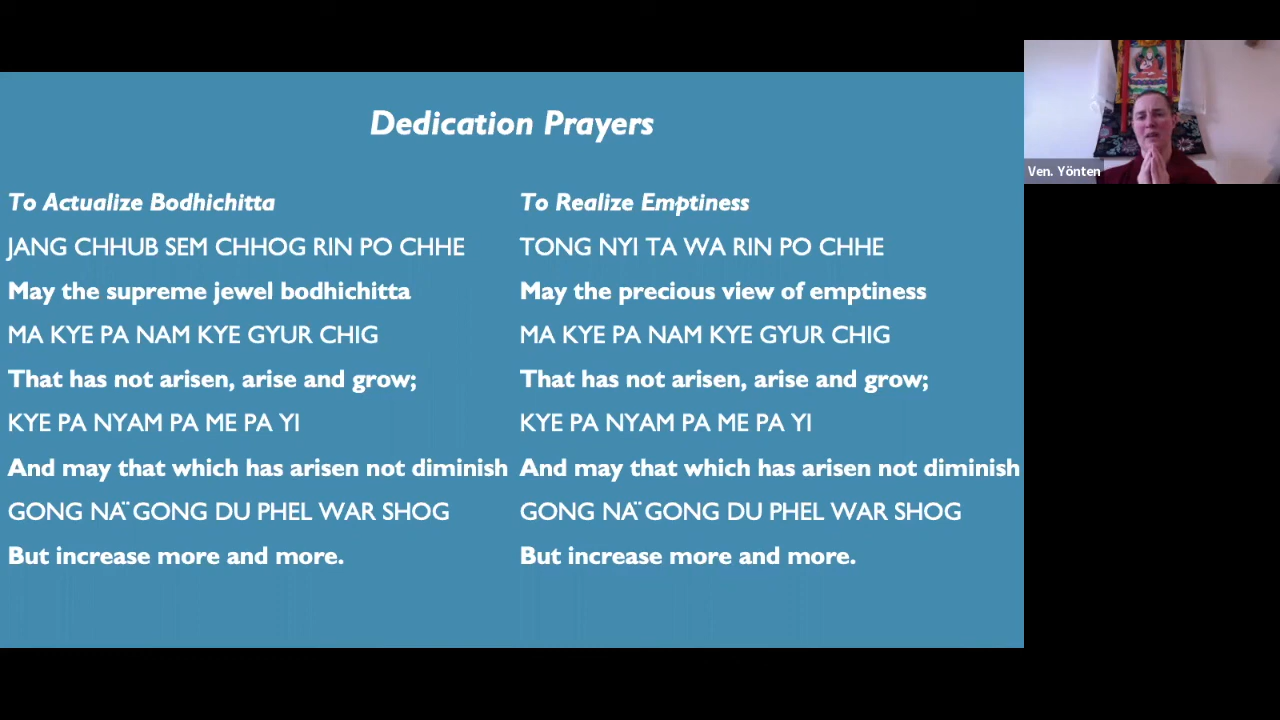 Dedication Prayers
To Actualize Bodhichitta
JANG CHHUB SEM CHHOG RIN PO CHHE
May the supreme jewel bodhichitta
MA KYE PA NAM KYE GYUR CHIG
That has not arisen, arise and grow;
KYE PA NYAM PA ME PA YI
And may that which has arisen not diminish
GONG NA¨ GONG DU PHEL WAR SHOG
But increase more and more.
To Realize Emptiness
TONG NYI TA WA RIN PO CHHE
May the precious view of emptiness
MA KYE PA NAM KYE GYUR CHIG
That has not arisen, arise and grow;
KYE PA NYAM PA ME PA YI
And may that which has arisen not diminish
GONG NA¨ GONG DU PHEL WAR SHOG
But increase more and more.
Ven. Yönten